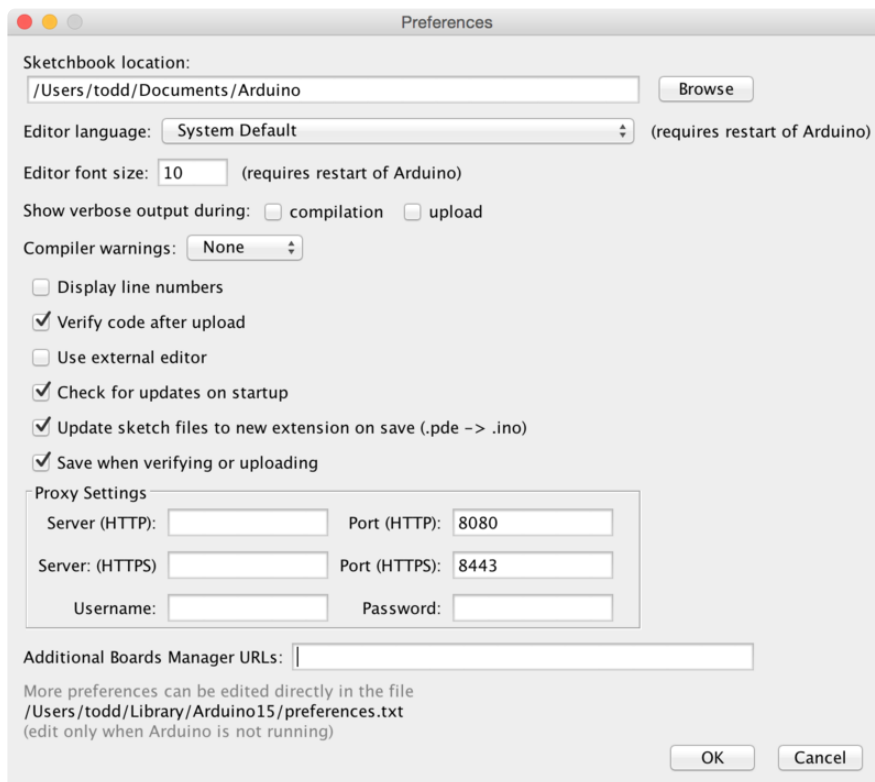 Preferences
Sketchbook location:
/Users/todd/Documents/Arduino Browse
Editor language: System Default (requires restart of Arduino)
Editor font size: 10 (requires restart of Arduino)
Show verbose output during: compilation upload
Compiler warnings: None
Display line numbers
Verify code after upload
Use external editor
Check for updates on startup
Update sketch files to new extension on save (.pde -> .ino)
Save when verifying or uploading
Proxy Settings
Server (HTTP): Port (HTTP): 8080
Server: (HTTPS) Port (HTTPS): 8443
Username: Password:
Additional Boards Manager URLs:
More preferences can be edited directly in the file
/Users/todd/Library/Arduino15/preferences.txt
(edit only when Arduino is not running)
OK Cancel